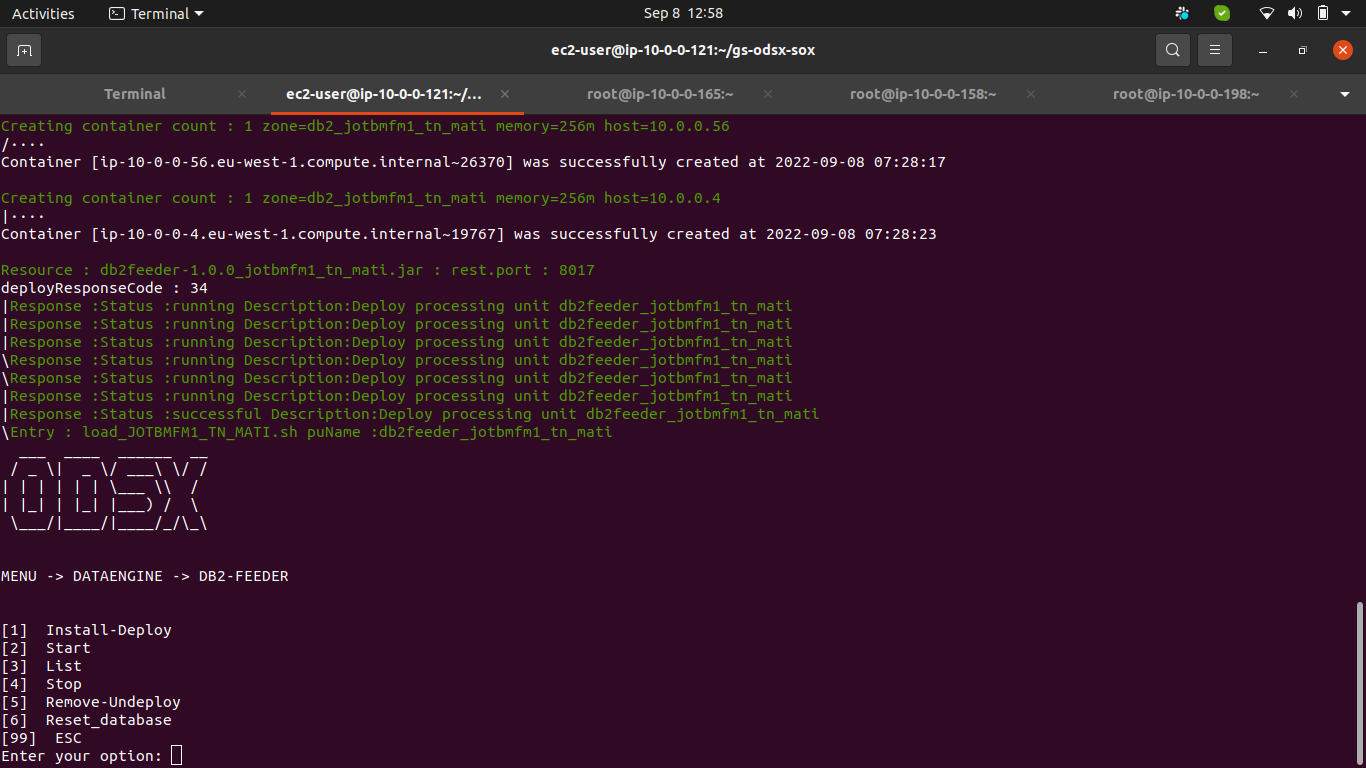 Activities Terminal Sep 8 12:58
ec2-user@ip-10-0-0-121:~/gs-odsx-sox
Terminal ec2-user@ip-10-0-0-121:~/... root@ip-10-0-0-165:~ root@ip-10-0-0-158:~ root@ip-10-0-0-198:~
Creating container count : 1 zone=db2_jotbmfm1_tn_mati memory=256m host=10.0.0.56
/····
Container [ip-10-0-0-56.eu-west-1.compute.internal~26370] was successfully created at 2022-09-08 07:28:17
Creating container count : 1 zone=db2_jotbmfm1_tn_mati memory=256m host=10.0.0.4
|····
Container [ip-10-0-0-4.eu-west-1.compute.internal~19767] was successfully created at 2022-09-08 07:28:23
Resource : db2feeder-1.0.0_jotbmfm1_tn_mati.jar : rest.port : 8017
deployResponseCode : 34
|Response :Status :running Description:Deploy processing unit db2feeder_jotbmfm1_tn_mati
|Response :Status :running Description:Deploy processing unit db2feeder_jotbmfm1_tn_mati
|Response :Status :running Description:Deploy processing unit db2feeder_jotbmfm1_tn_mati
\Response :Status :running Description:Deploy processing unit db2feeder_jotbmfm1_tn_mati
\Response :Status :running Description:Deploy processing unit db2feeder_jotbmfm1_tn_mati
|Response :Status :running Description:Deploy processing unit db2feeder_jotbmfm1_tn_mati
|Response :Status :successful Description:Deploy processing unit db2feeder_jotbmfm1_tn_mati
\Entry : load_JOTBMFM1_TN_MATI.sh puName :db2feeder_jotbmfm1_tn_mati
ODSX
MENU -> DATAENGINE -> DB2-FEEDER
[1] Install-Deploy
[2] Start
[3] List
[4] Stop
[5] Remove-Undeploy
[6] Reset_database
[99] ESC
Enter your option: